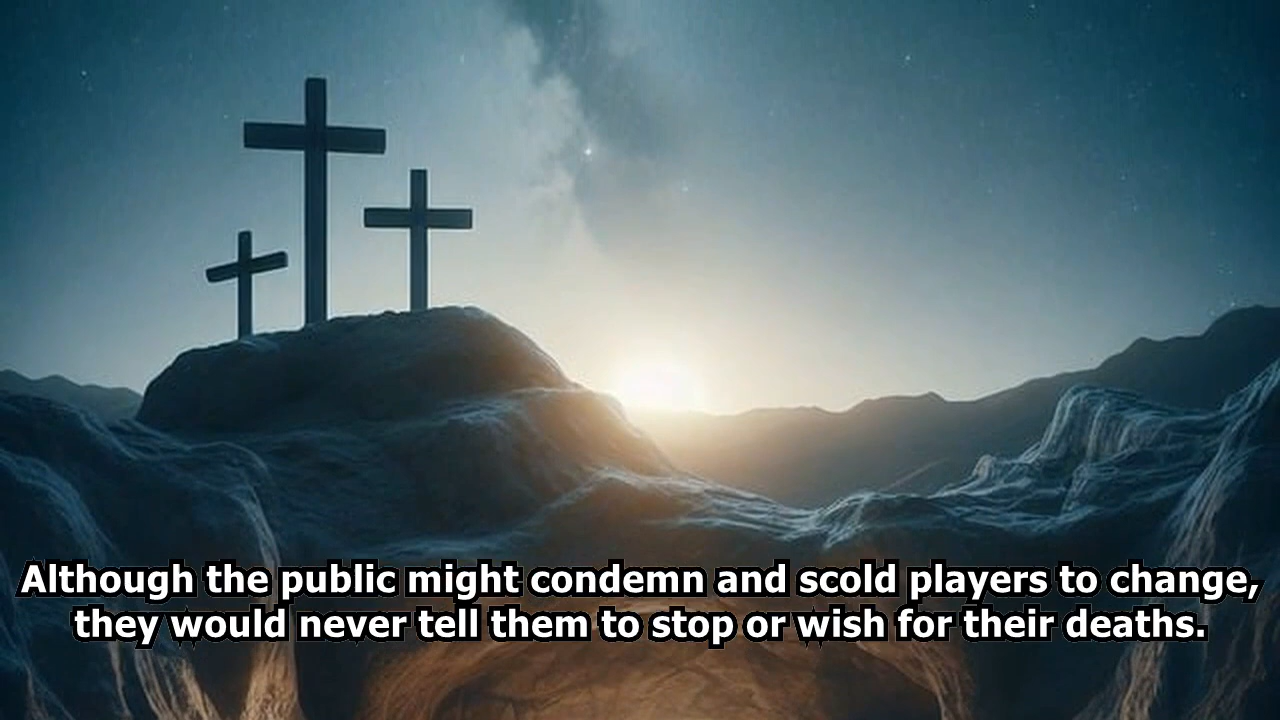 Although the public might condemn and scold players to change,
they would never tell them to stop or wish for their deaths.